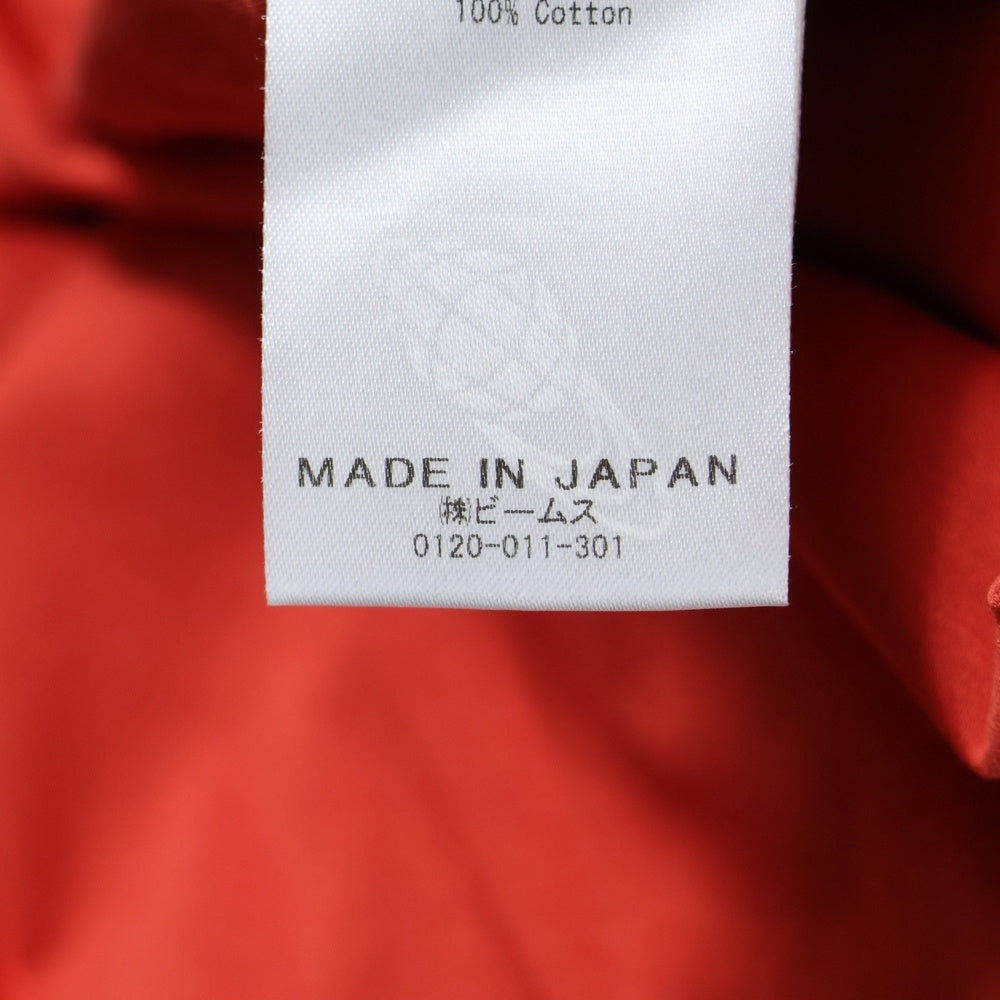 100% Cotton
MADE IN JAPAN
㈱ビームス
0120-011-301